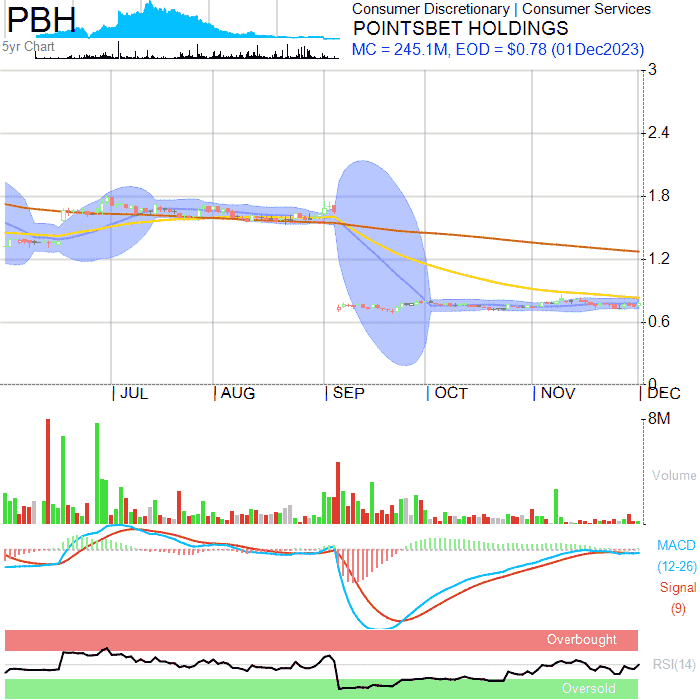 PBH
5yr Chart
Consumer Discretionary | Consumer Services
POINTSBET HOLDINGS
MC = 245.1M, EOD = $0.78 (01Dec2023)
3
2.4
1.8
1.2
0.6
0
JUL
AUG
SEP
OCT
NOV
DEC
8M
Volume
MACD
(12-26)
Signal
(9)
Overbought
RSI(14)
Oversold